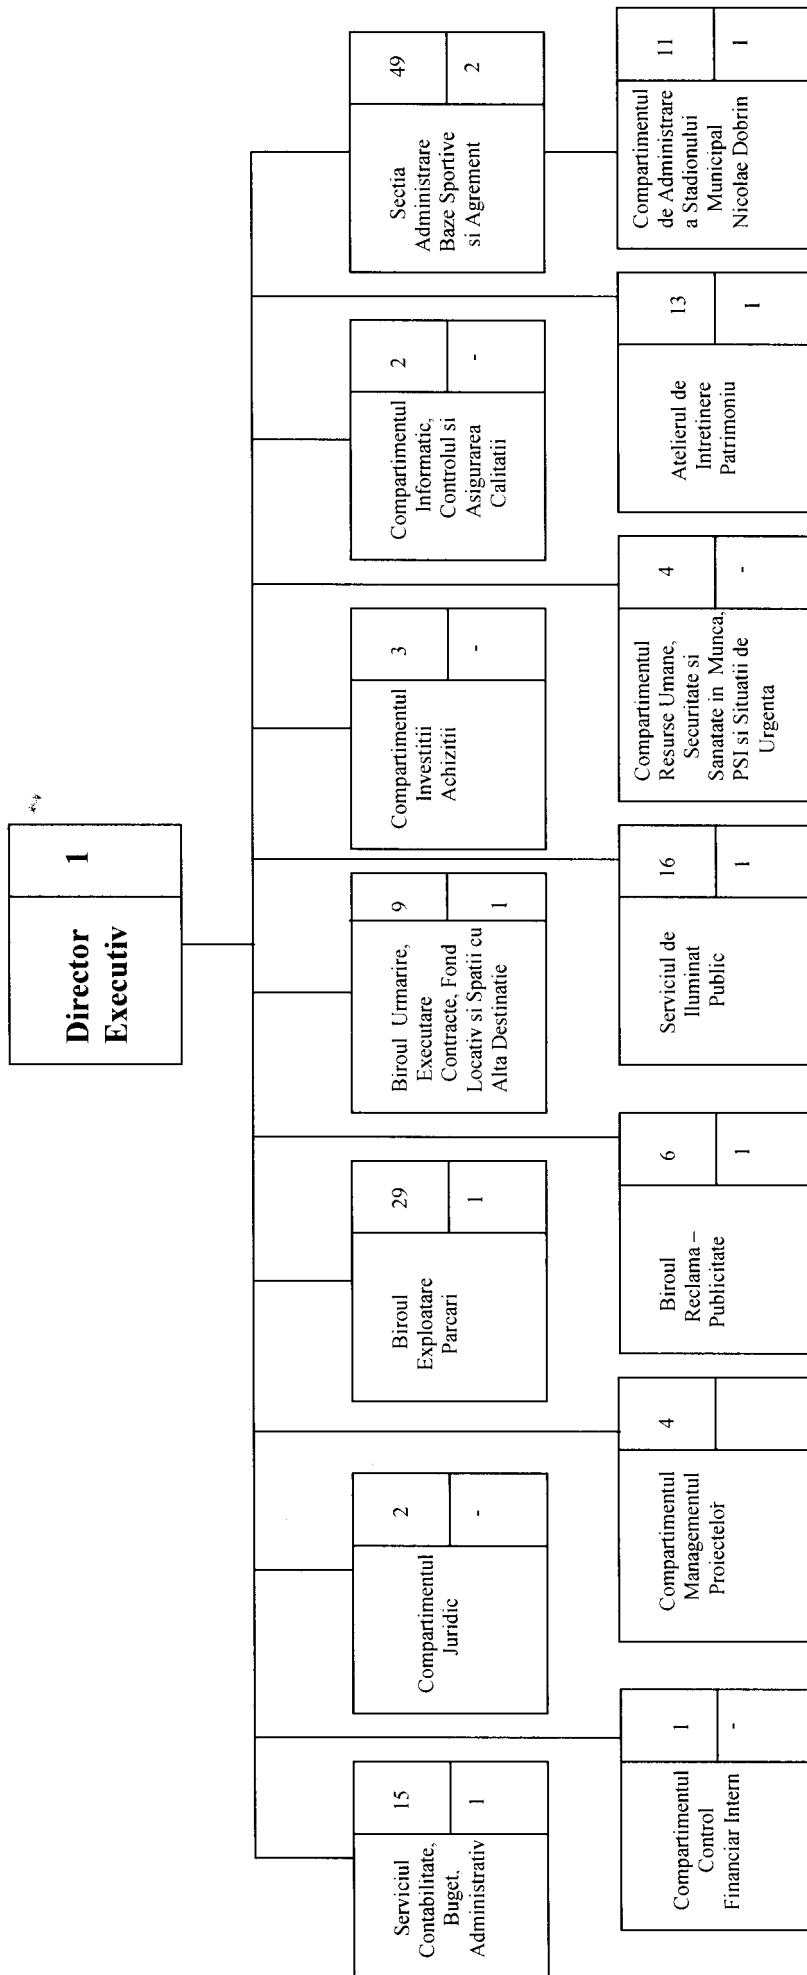 Director
Executiv
1
Serviciul
Contabilitate,
Buget,
Administrativ
15
1
Compartimentul
Juridic
2
-
Biroul
Exploatare
Parcari
29
1
Biroul Urmarire,
Executare
Contracte, Fond
Locativ si Spatii cu
Alta Destinatie
9
1
Compartimentul
Investitii
Achizitii
3
-
Compartimentul
Informatic,
Controlul si
Asigurarea
Calitatii
2
-
Sectia
Administrare
Baze Sportive
si Agrement
49
2
Compartimentul
Control
Financiar Intern
1
-
Compartimentul
Managementul
Proiectelor
4
Biroul
Reclama –
Publicitate
6
1
Serviciul de
Iluminat
Public
16
1
Compartimentul
Resurse Umane,
Securitate si
Sanatate in Munca,
PSI si Situatii de
Urgenta
4
-
Atelierul de
Intretinere
Patrimoniu
13
1
Compartimentul
de Administrare
a Stadionului
Municipal
Nicolae Dobrin
11
1